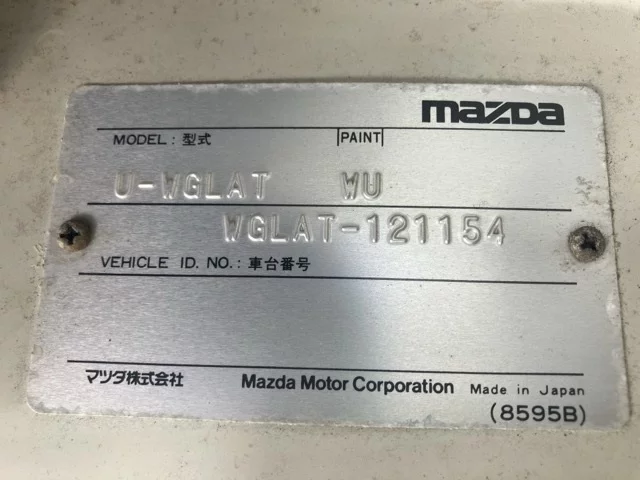 mazda
MODEL: 型式 PAINT
U-WGLAT WU
WGLAT-121154
VEHICLE ID. NO.: 車台番号
マツダ株式会社 Mazda Motor Corporation Made in Japan
(8595B)